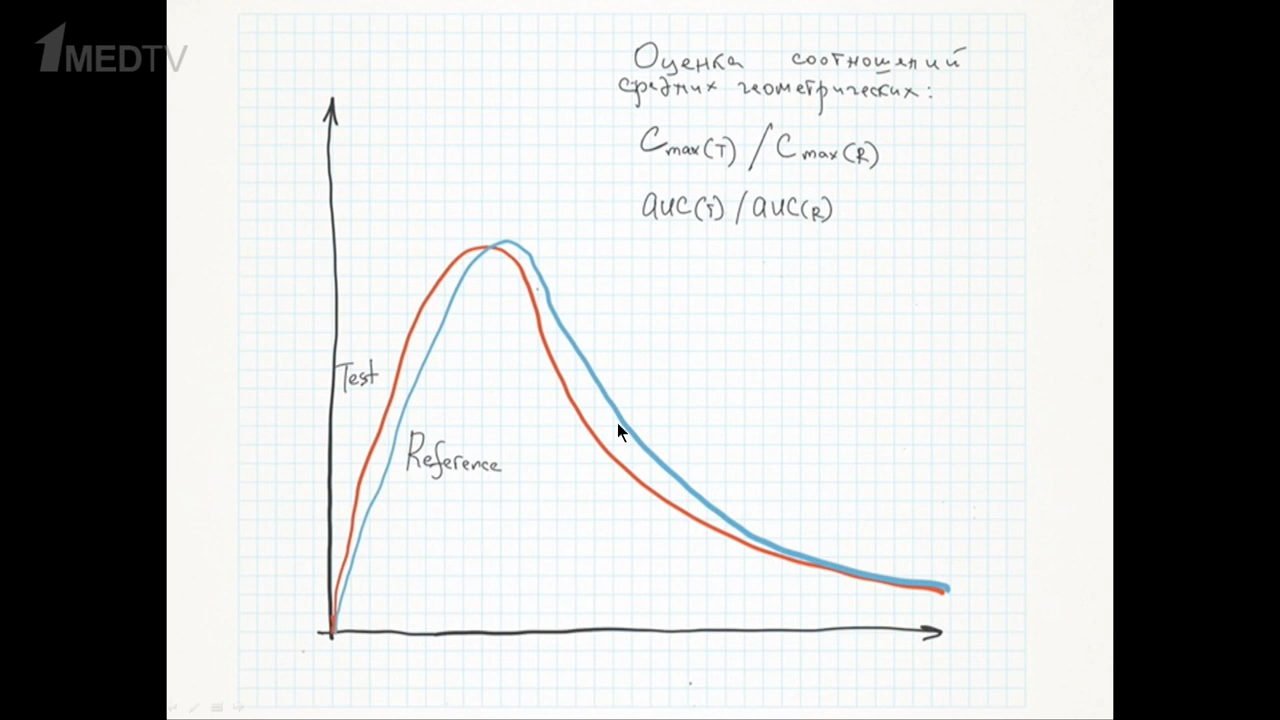 1MEDTV
Оценка соотношений
средних геометрических:
Cmax(T) / Cmax(R)
AUC(T) / AUC(R)
Test
Reference